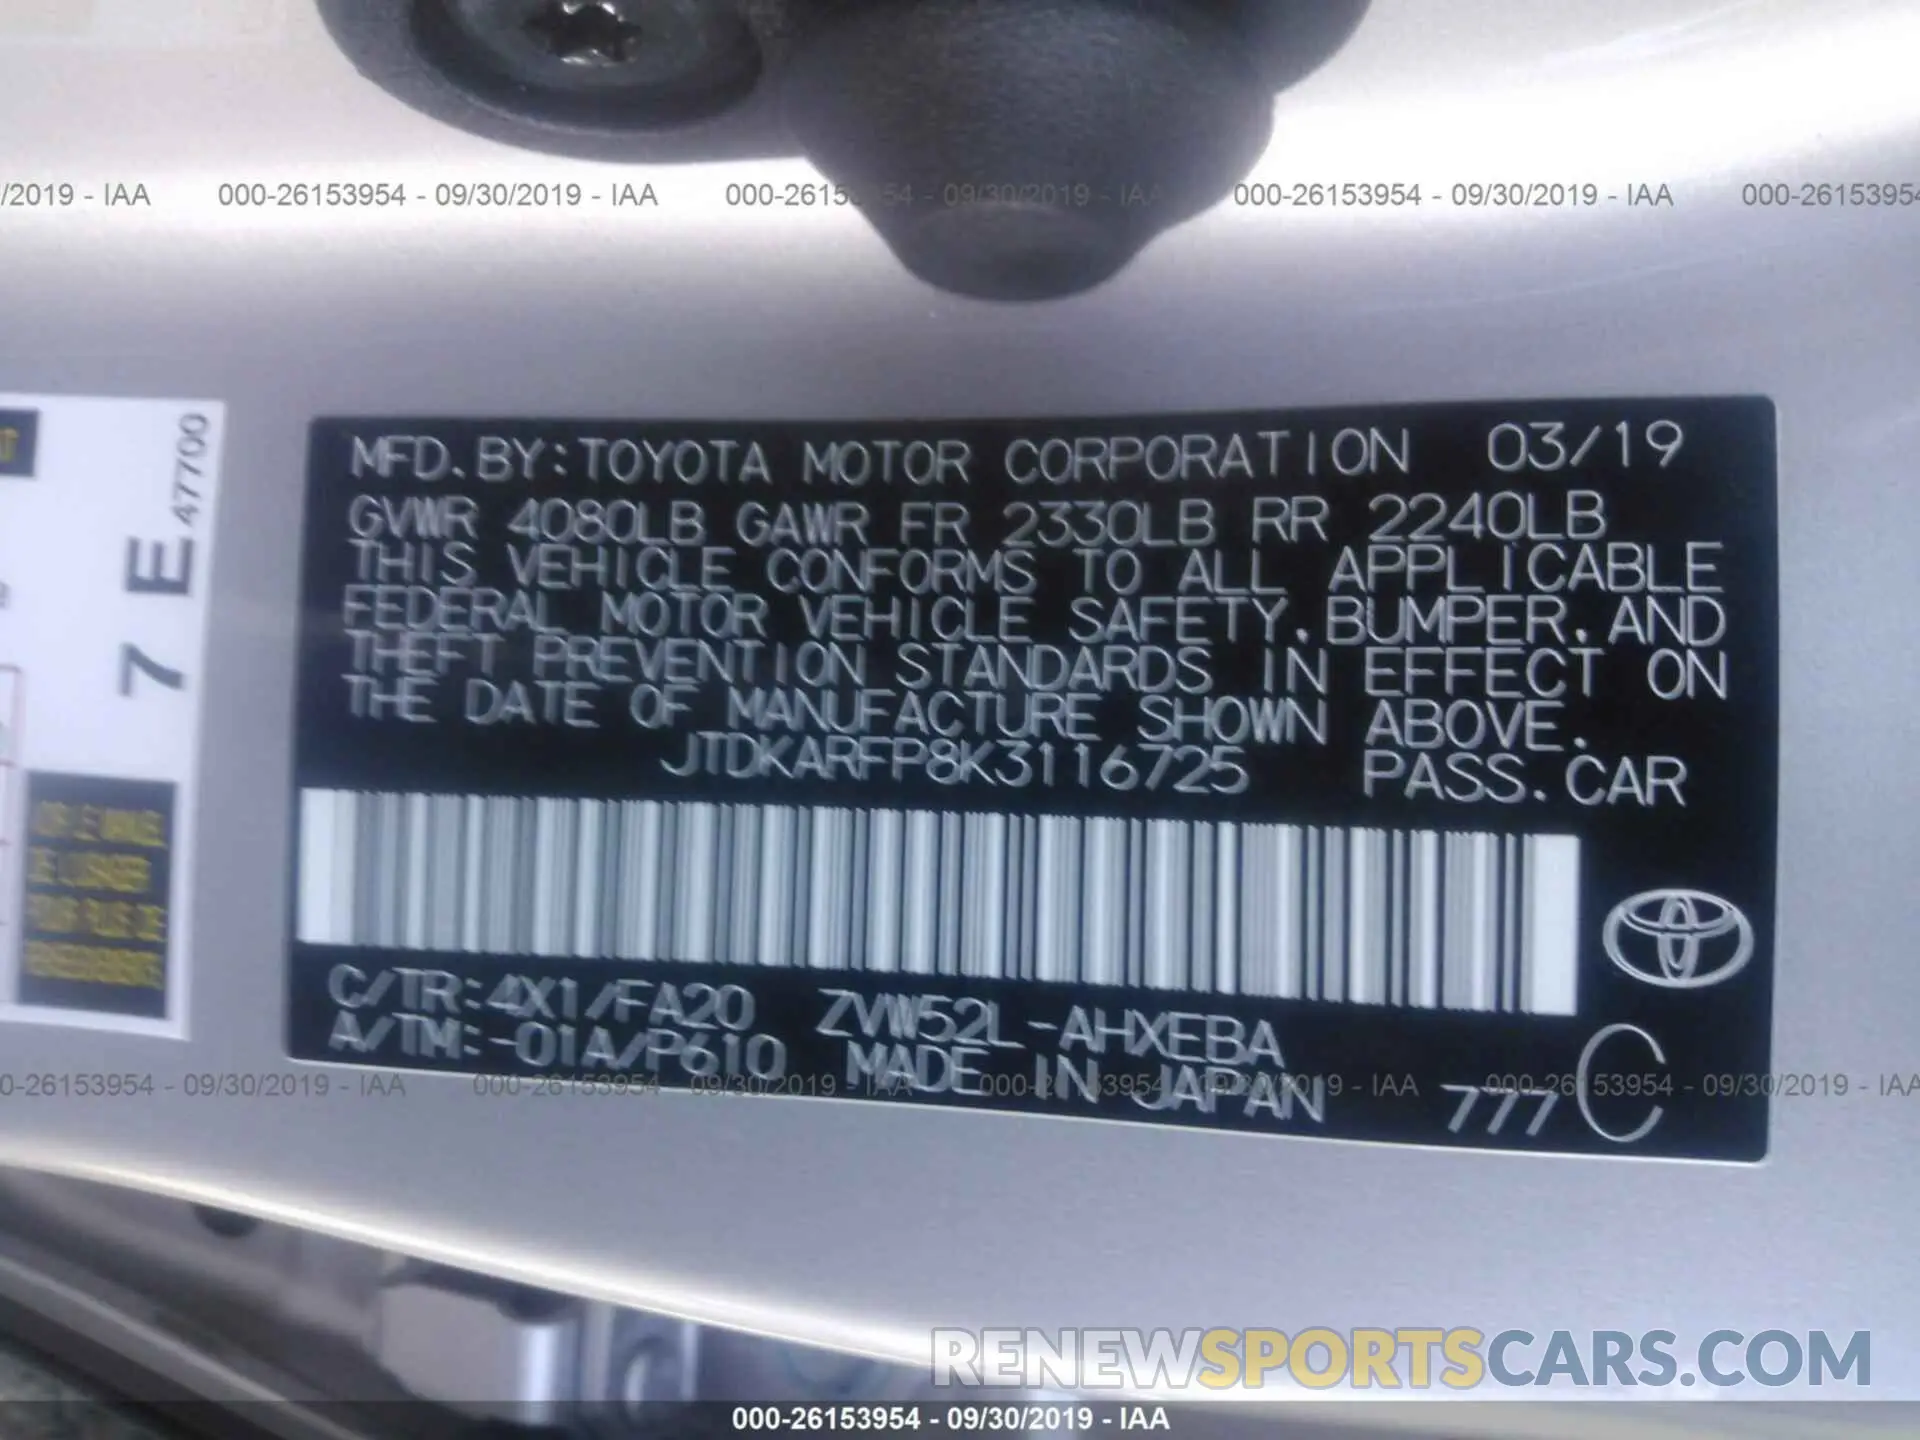 /2019 - IAA 000-26153954 - 09/30/2019 - IAA 000-26153954 - 09/30/2019 - IAA 000-26153954 - 09/30/2019 - IAA 000-26153954
47700
7 E
MFD. BY: TOYOTA MOTOR CORPORATION 03/19
GVWR 4080LB GAWR FR 2330LB RR 2240LB
THIS VEHICLE CONFORMS TO ALL APPLICABLE
FEDERAL MOTOR VEHICLE SAFETY, BUMPER, AND
THEFT PREVENTION STANDARDS IN EFFECT ON
THE DATE OF MANUFACTURE SHOWN ABOVE.
JTDKARFP8K3116725 PASS. CAR
C/TR: 4X1/FA20 ZVW52L-AHXEBA
A/TM: -01A/P610 MADE IN JAPAN 777 C
0-26153954 - 09/30/2019 - IAA 000-26153954 - 09/30/2019 - IAA 000-26153954 - 09/30/2019 - IAA 000-26153954 - 09/30/2019 - IAA
RENEWSPORTSCARS.COM
000-26153954 - 09/30/2019 - IAA